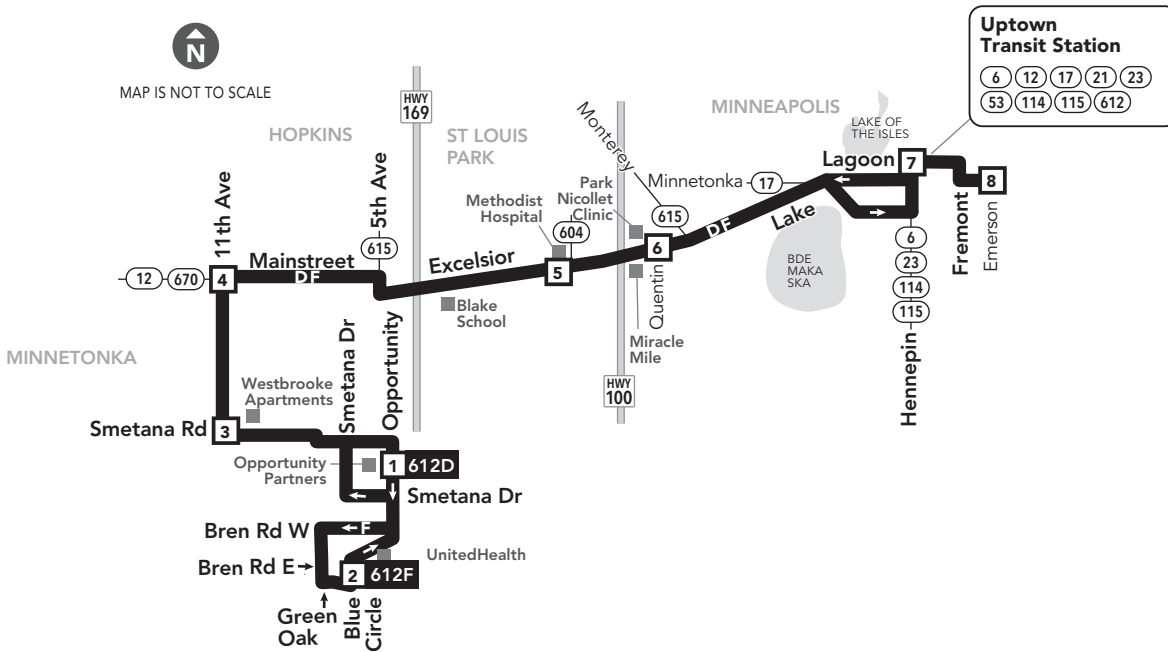 Uptown
Transit Station
6 12 17 21 23
53 114 115 612
N
MAP IS NOT TO SCALE
HWY
169
HOPKINS
ST LOUIS
PARK
MINNEAPOLIS
LAKE OF
THE ISLES
Monterey
Lagoon
7
Minnetonka
17
8
Park
Nicollet
Clinic
Methodist
Hospital
615
604
11th Ave
5th Ave
615
Mainstreet
DF
Excelsior
DF
Lake
6
5
4
12 670
6
23
114
115
Fremont
Emerson
BDE
MAKA
SKA
Blake
School
Quentin
Miracle
Mile
HWY
100
Hennepin
MINNETONKA
Westbrooke
Apartments
Smetana Dr
Opportunity
Smetana Rd
3
Opportunity
Partners
1
612D
Smetana Dr
Bren Rd W
F
UnitedHealth
Bren Rd E
2
612F
Green
Oak
Blue
Circle